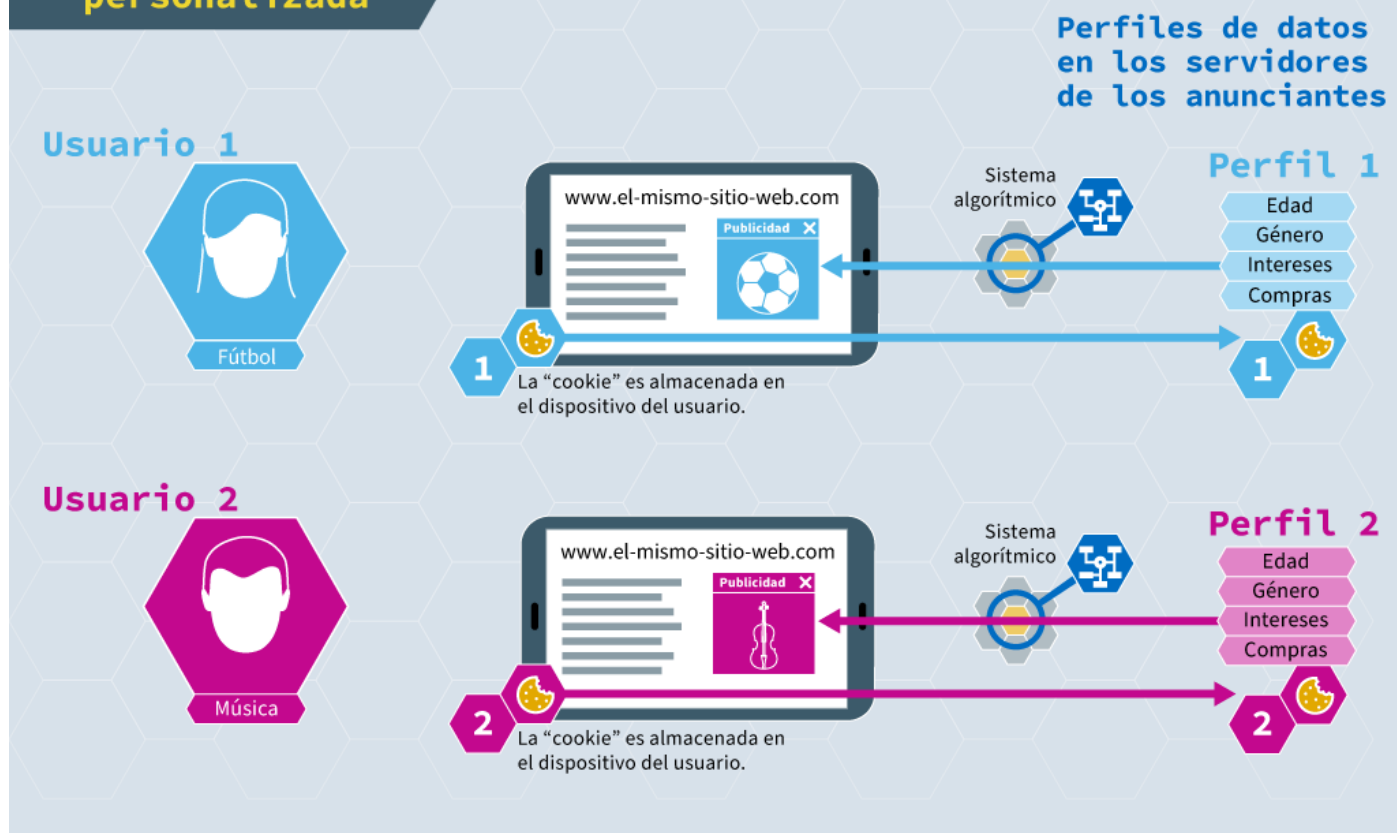 personalizada
Perfiles de datos
en los servidores
de los anunciantes
Usuario 1
Fútbol
www.el-mismo-sitio-web.com
Publicidad X
1
La “cookie” es almacenada en
el dispositivo del usuario.
Sistema
algorítmico
Perfil 1
Edad
Género
Intereses
Compras
1
Usuario 2
Música
www.el-mismo-sitio-web.com
Publicidad X
2
La “cookie” es almacenada en
el dispositivo del usuario.
Sistema
algorítmico
Perfil 2
Edad
Género
Intereses
Compras
2